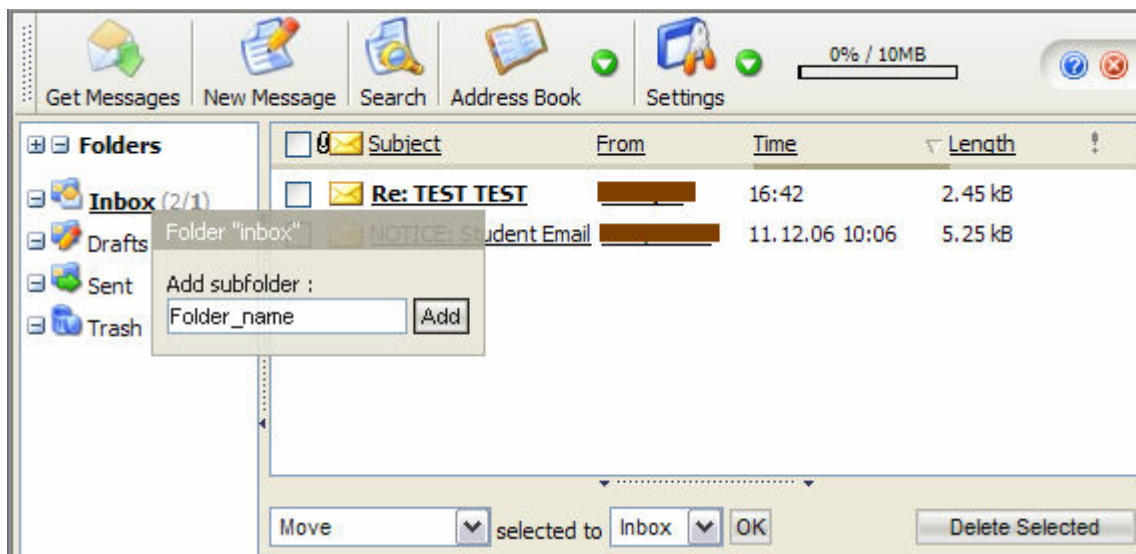 0% / 10MB
Get Messages New Message Search Address Book Settings
Folders
Subject From Time Length
Inbox (2/1)
Re: TEST TEST 16:42 2.45 kB
Drafts
Folder "inbox"
NOTICE: Student Email 11.12.06 10:06 5.25 kB
Sent
Add subfolder :
Folder_name Add
Trash
Move selected to Inbox OK Delete Selected